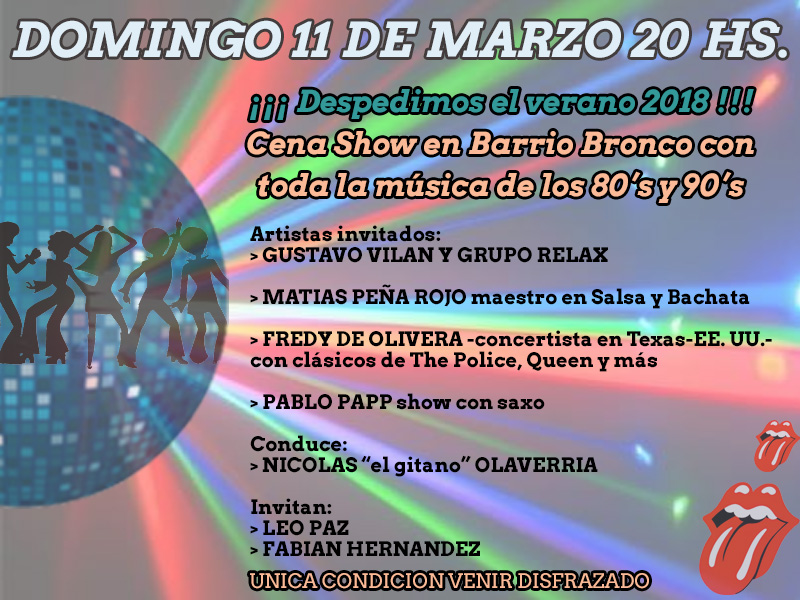 DOMINGO 11 DE MARZO 20 HS.
¡¡¡ Despedimos el verano 2018 !!!
Cena Show en Barrio Bronco con
toda la música de los 80's y 90's
Artistas invitados:
> GUSTAVO VILAN Y GRUPO RELAX
> MATIAS PEÑA ROJO maestro en Salsa y Bachata
> FREDY DE OLIVERA -concertista en Texas-EE. UU.-
con clásicos de The Police, Queen y más
> PABLO PAPP show con saxo
Conduce:
> NICOLAS “el gitano” OLAVERRIA
Invitan:
> LEO PAZ
> FABIAN HERNANDEZ
UNICA CONDICION VENIR DISFRAZADO